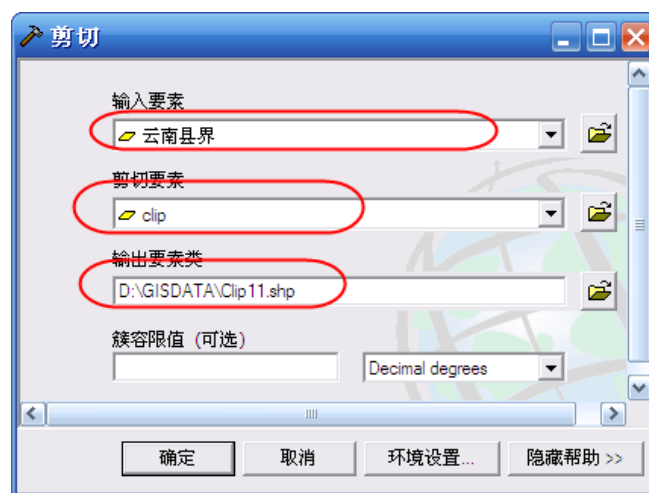 剪切
输入要素
云南县界
剪切要素
clip
输出要素类
D:\GISDATA\Clip11.shp
簇容限值 (可选)
Decimal degrees
确定 取消 环境设置... 隐藏帮助 >>